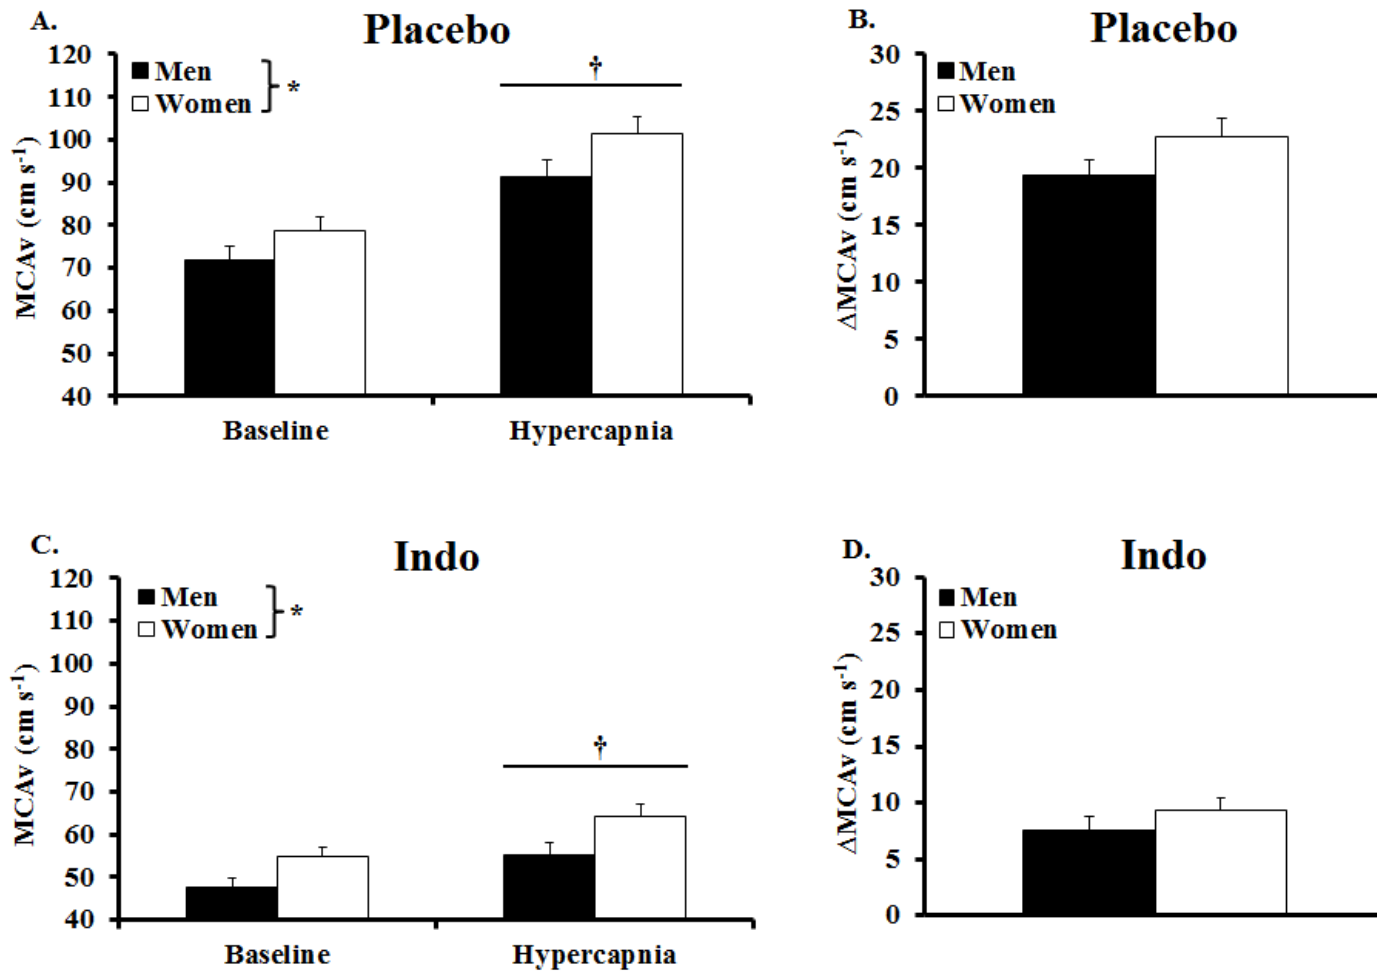 A.
Placebo
120
110
100
90
80
70
60
50
40
MCAv (cm s-1)
Men
Women
*
†
Baseline
Hypercapnia
B.
Placebo
30
25
20
15
10
5
0
ΔMCAv (cm s-1)
Men
Women
C.
Indo
120
110
100
90
80
70
60
50
40
MCAv (cm s-1)
Men
Women
*
†
Baseline
Hypercapnia
D.
Indo
30
25
20
15
10
5
0
ΔMCAv (cm s-1)
Men
Women